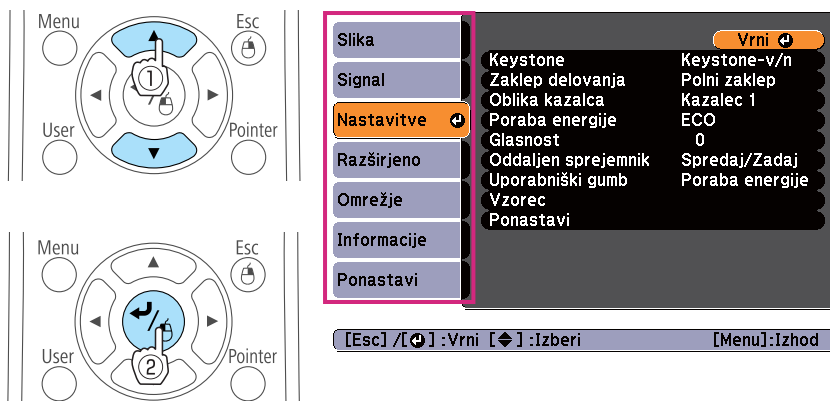 Menu Esc
①
User Pointer
Menu Esc
User Pointer
②
Slika
Signal
Nastavitve
Razširjeno
Omrežje
Informacije
Ponastavi
Vrni
Keystone Keystone-v/n
Zaklep delovanja Polni zaklep
Oblika kazalca Kazalec 1
Poraba energije ECO
Glasnost 0
Oddaljen sprejemnik Spredaj/Zadaj
Uporabniški gumb Poraba energije
Vzorec
Ponastavi
[Esc] /[⏎] :Vrni [◆] :Izberi [Menu]:Izhod